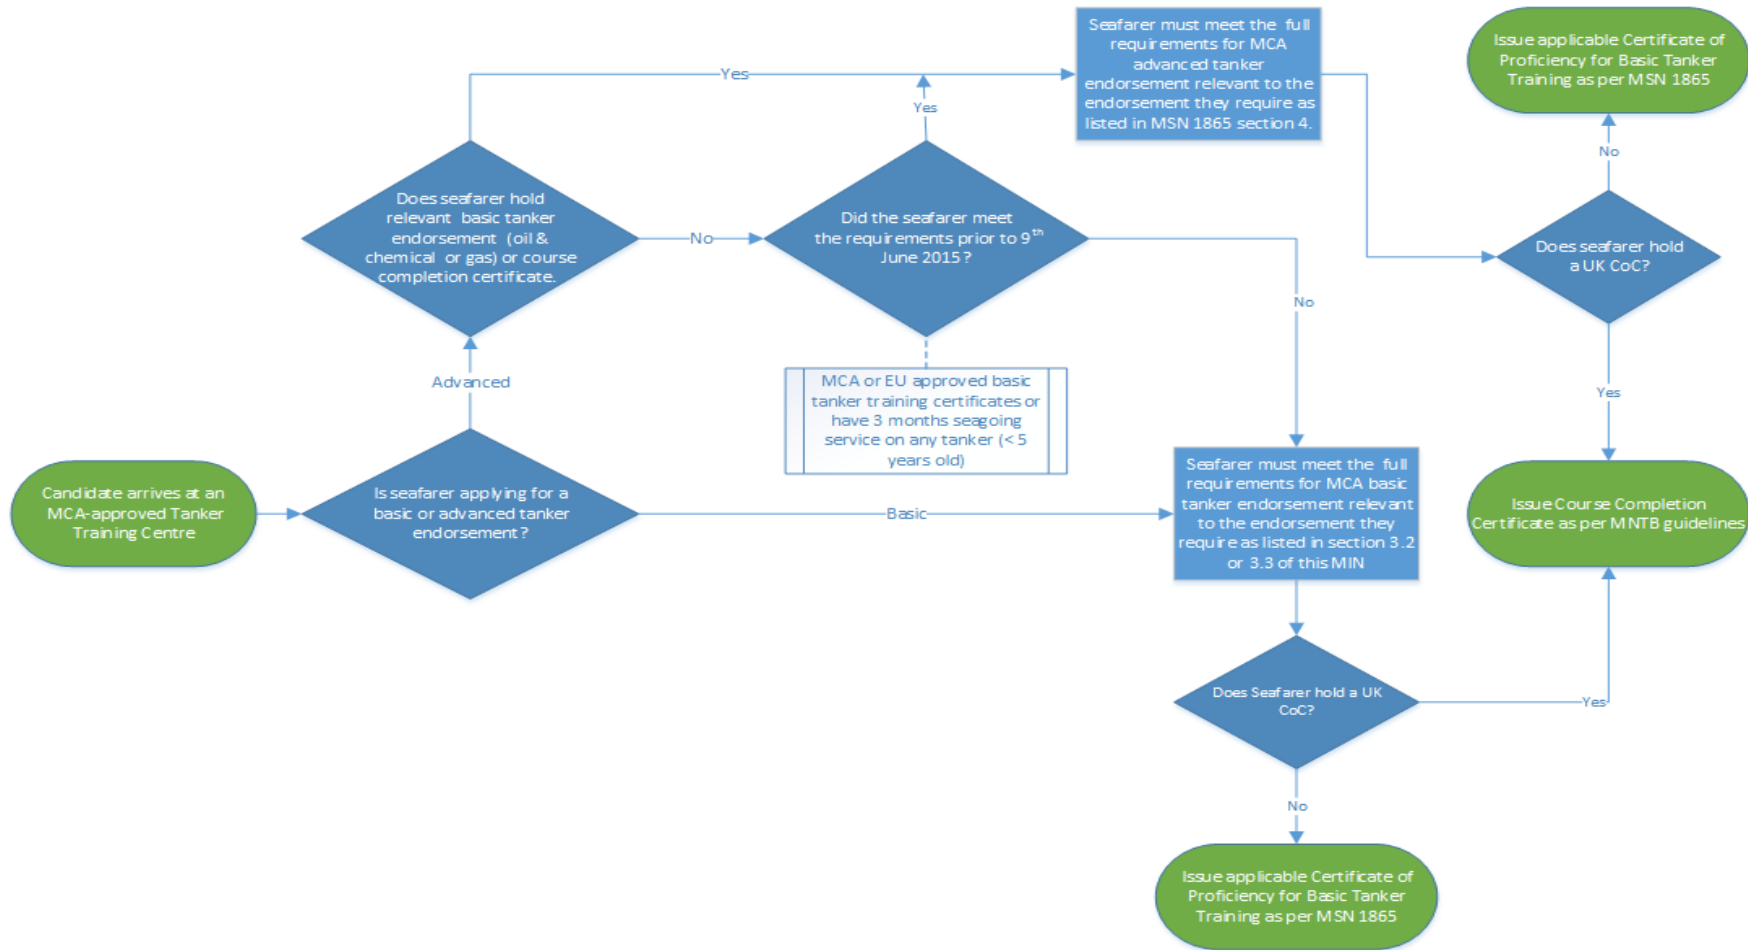 Candidate arrives at an
MCA-approved Tanker
Training Centre
Is seafarer applying for a
basic or advanced tanker
endorsement?
Advanced
Basic
Does seafarer hold
relevant basic tanker
endorsement (oil &
chemical or gas) or course
completion certificate.
Yes
No
Did the seafarer meet
the requirements prior to 9th
June 2015?
Yes
No
MCA or EU approved basic
tanker training certificates or
have 3 months seagoing
service on any tanker (< 5
years old)
Seafarer must meet the full
requirements for MCA
advanced tanker
endorsement relevant to the
endorsement they require as
listed in MSN 1865 section 4.
Does seafarer hold
a UK CoC?
No
Issue applicable Certificate of
Proficiency for Basic Tanker
Training as per MSN 1865
Yes
Issue Course Completion
Certificate as per MNTB guidelines
Seafarer must meet the full
requirements for MCA basic
tanker endorsement relevant
to the endorsement they
require as listed in section 3.2
or 3.3 of this MIN
Does Seafarer hold a UK
CoC?
Yes
No
Issue applicable Certificate of
Proficiency for Basic Tanker
Training as per MSN 1865